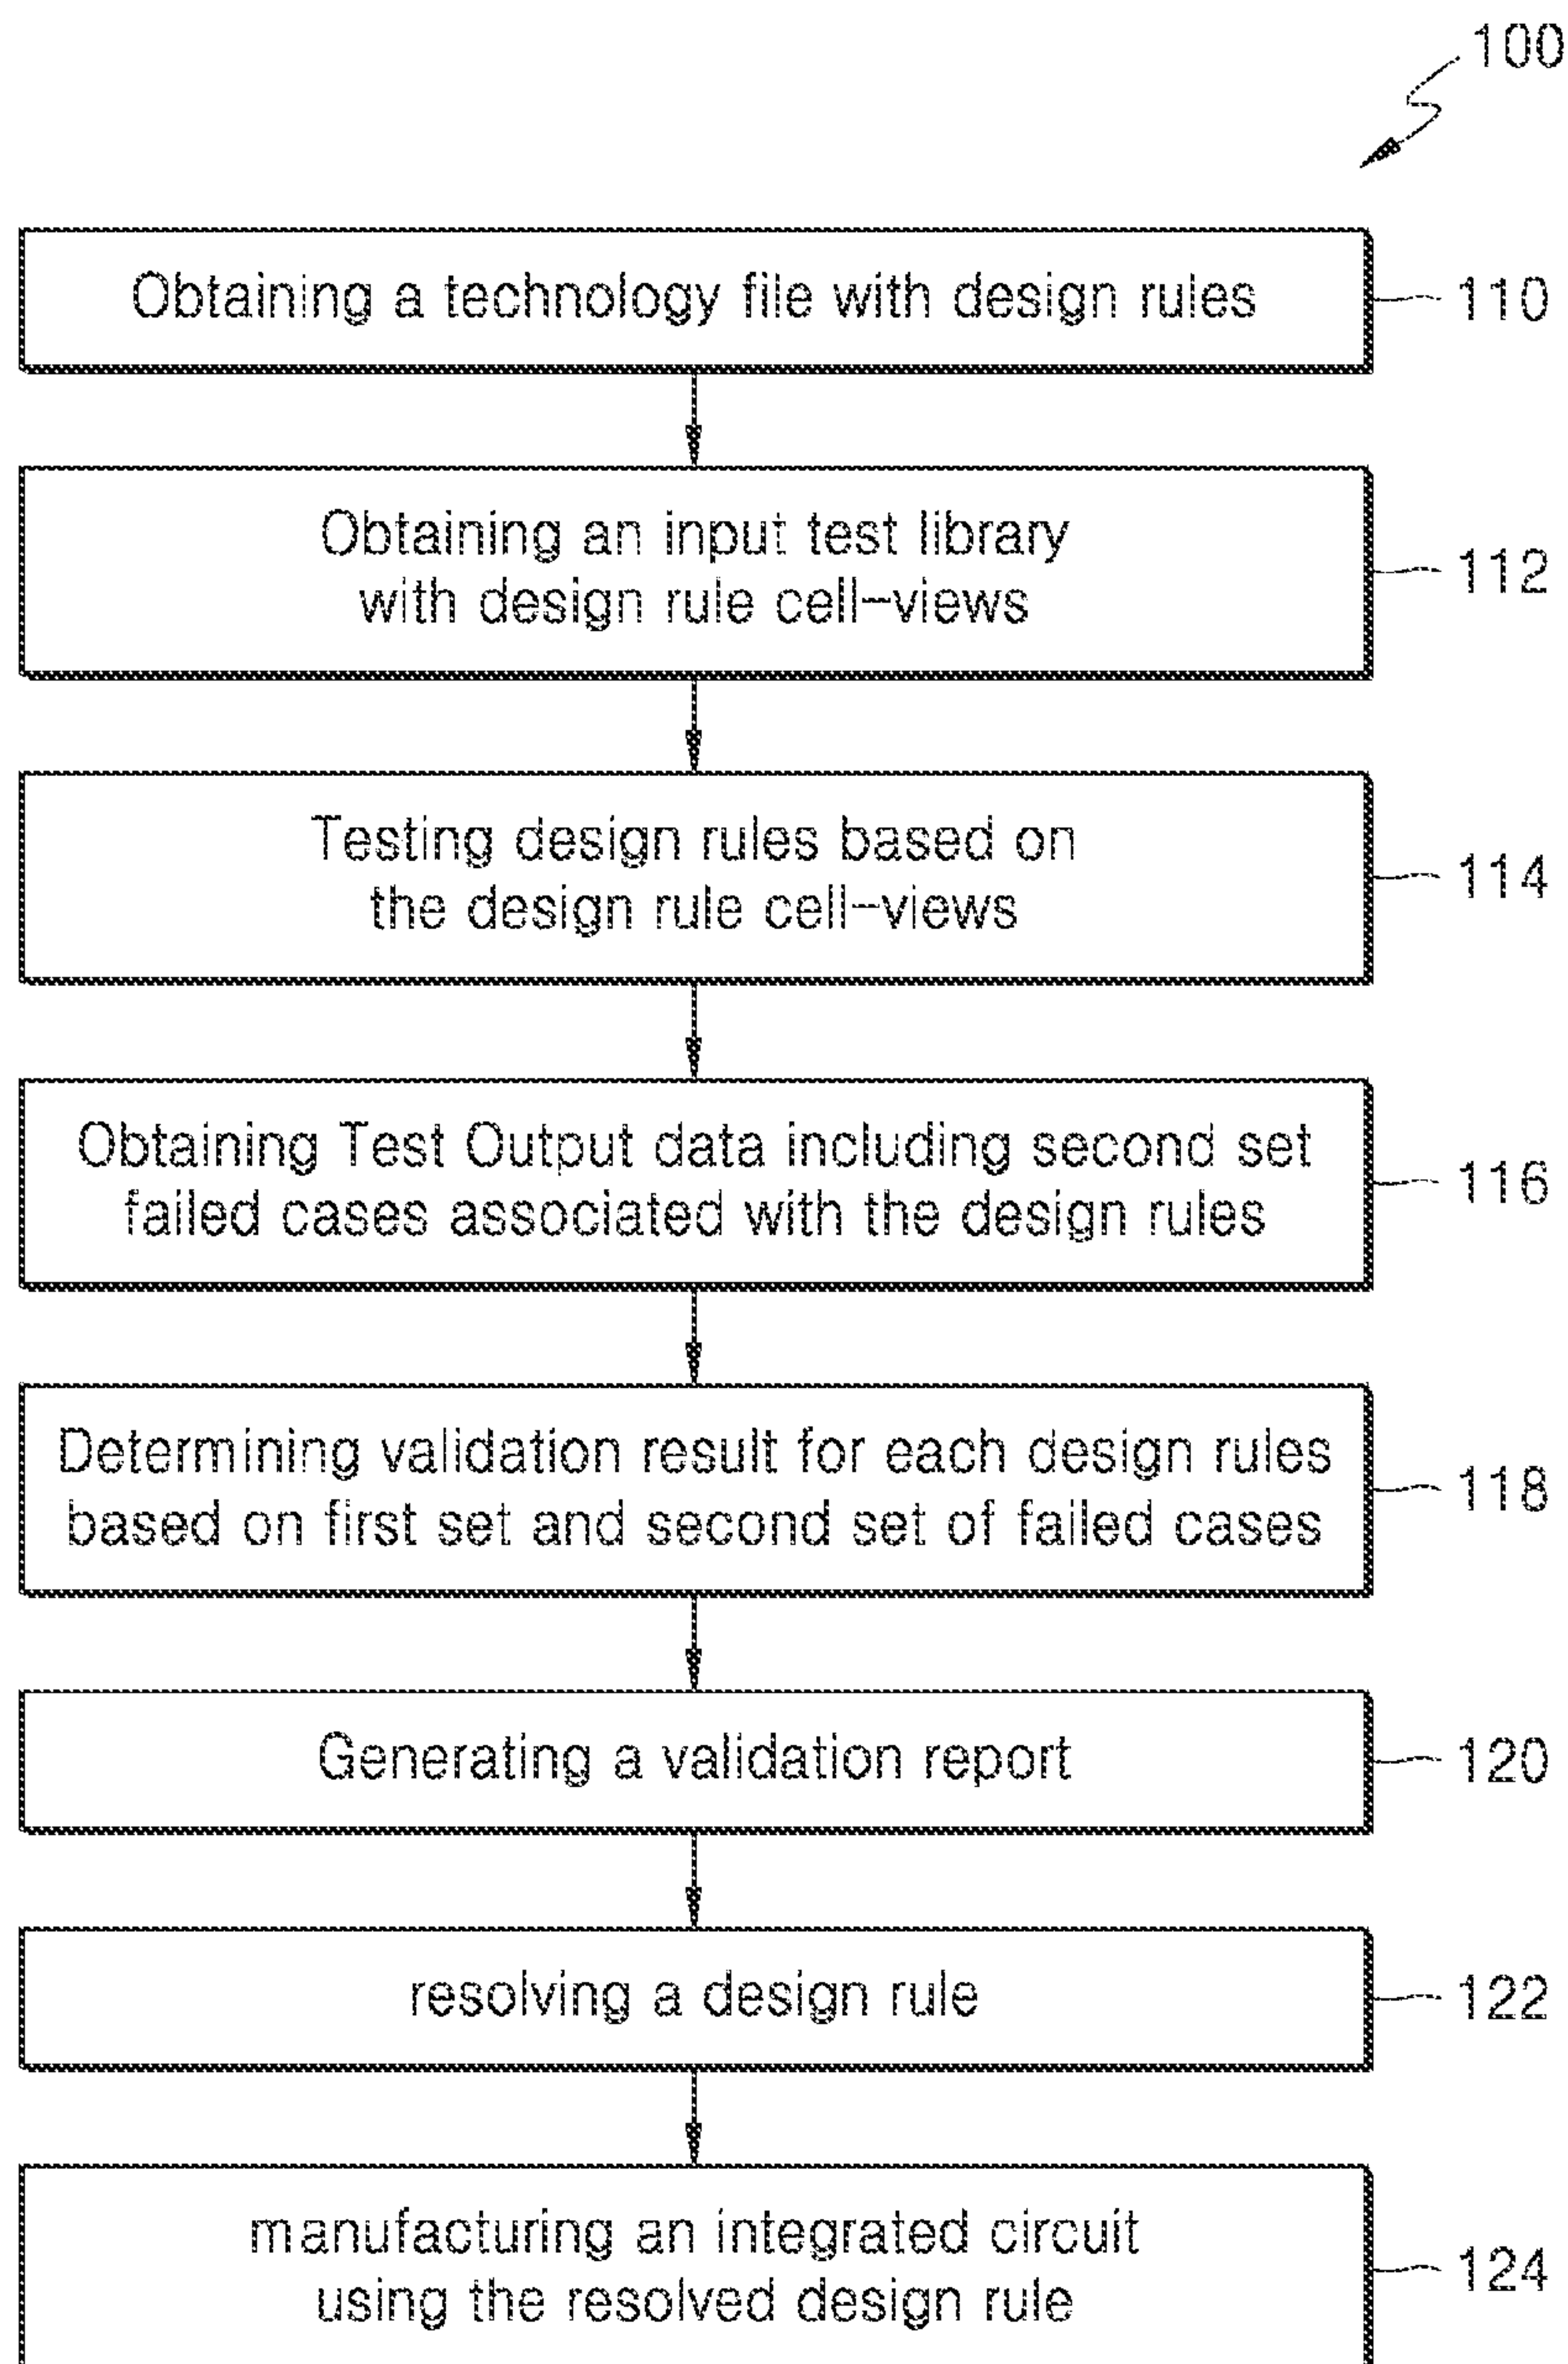 100
Obtaining a technology file with design rules
110
Obtaining an input test library
with design rule cell-views
112
Testing design rules based on
the design rule cell-views
114
Obtaining Test Output data including second set
failed cases associated with the design rules
116
Determining validation result for each design rules
based on first set and second set of failed cases
118
Generating a validation report
120
resolving a design rule
122
manufacturing an integrated circuit
using the resolved design rule
124